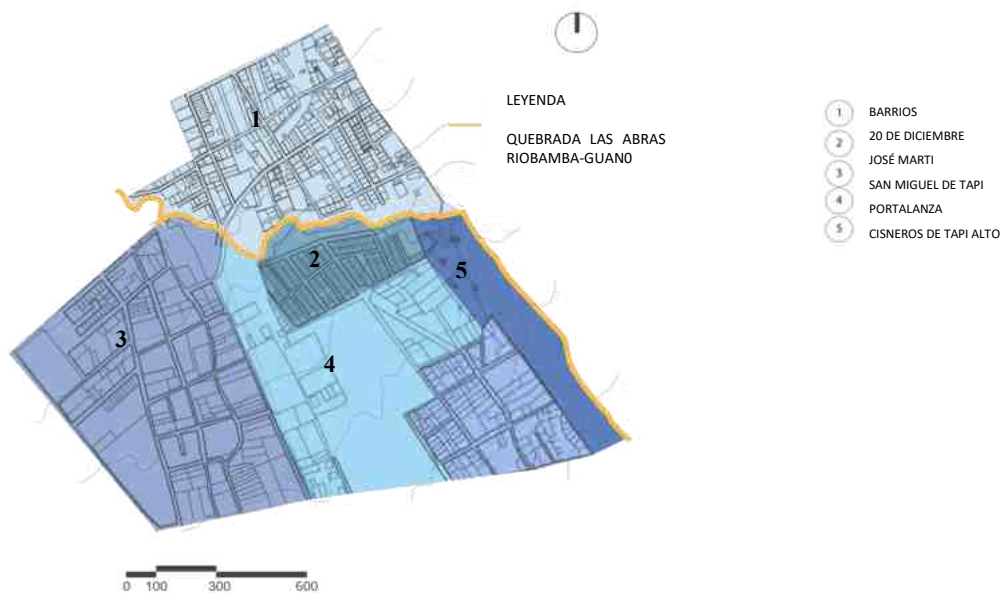 1
2
3
4
5
LEYENDA
QUEBRADA LAS ABRAS
RIOBAMBA-GUAN0
1 BARRIOS
2 20 DE DICIEMBRE
JOSÉ MARTI
3 SAN MIGUEL DE TAPI
4 PORTALANZA
5 CISNEROS DE TAPI ALTO
0 100 300 600